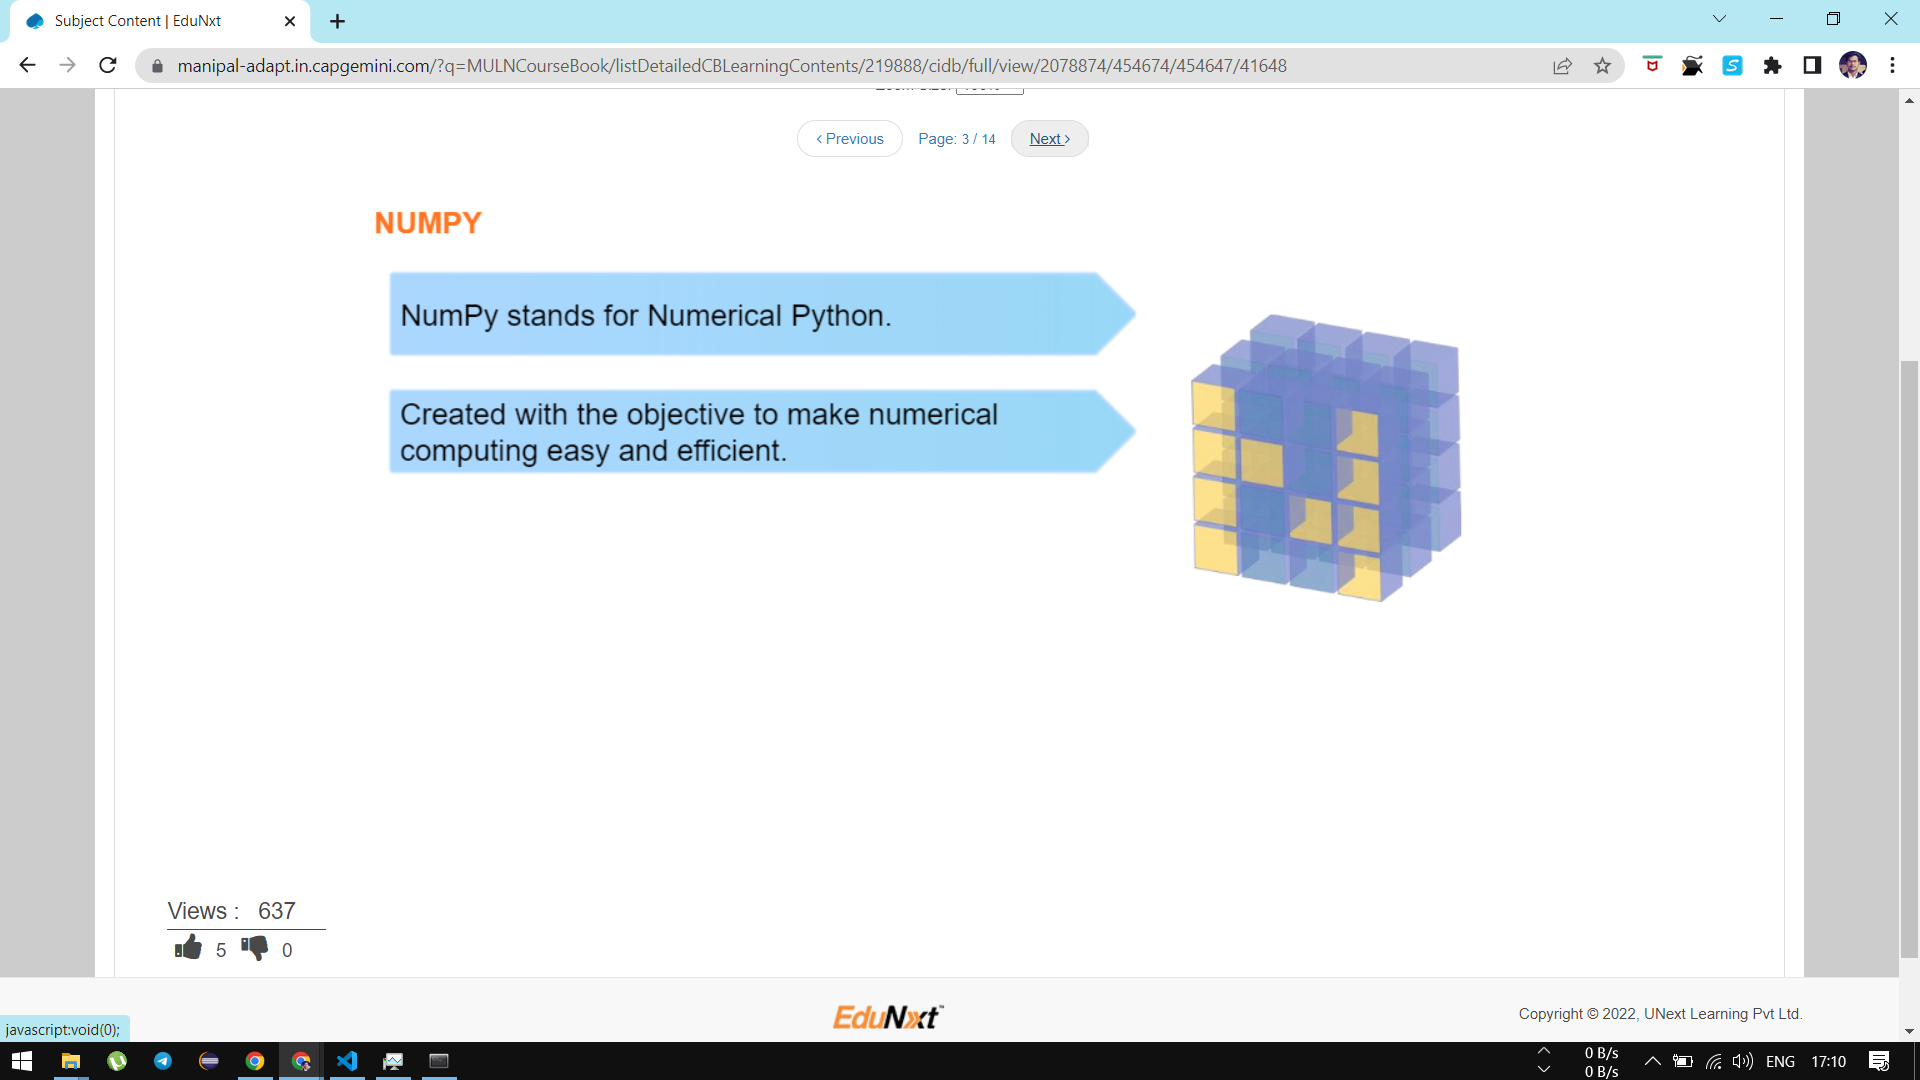 Subject Content | EduNxt
manipal-adapt.in.capgemini.com/?q=MULNCourseBook/listDetailedCBLearningContents/219888/cidb/full/view/2078874/454674/454647/41648
‹ Previous Page: 3 / 14 Next ›
NUMPY
NumPy stands for Numerical Python.
Created with the objective to make numerical
computing easy and efficient.
Views : 637
5 0
EduNxt™
Copyright © 2022, UNext Learning Pvt Ltd.
javascript:void(0);
0 B/s
0 B/s
ENG 17:10